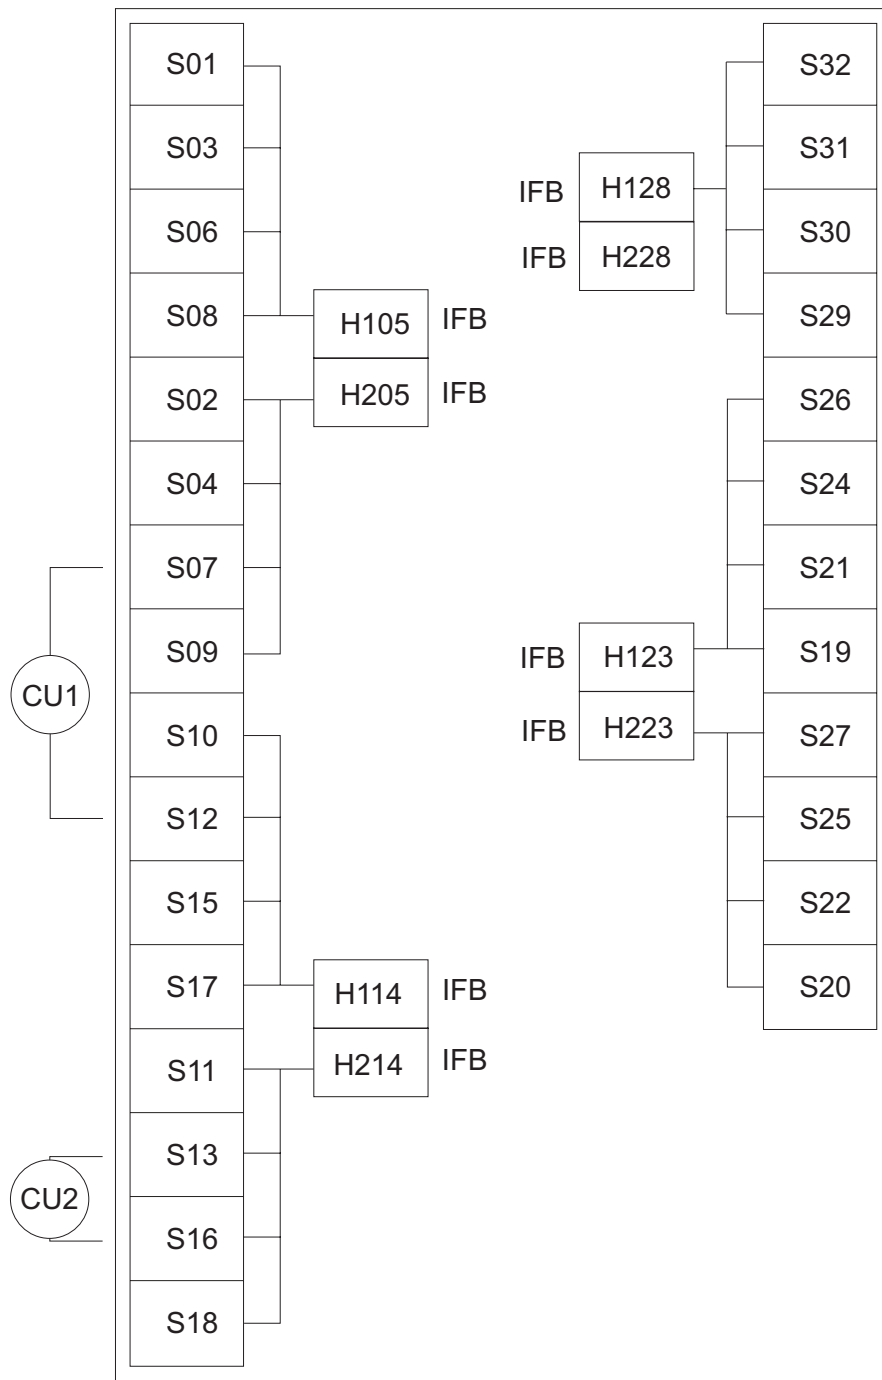 S01
S32
S03
S31
IFB H128
S06
S30
IFB H228
S08
H105 IFB
S29
S02
H205 IFB
S26
S04
S24
S07
S21
S09
IFB H123
S19
CU1
S10
IFB H223
S27
S12
S25
S15
S22
S17
H114 IFB
S20
S11
H214 IFB
S13
CU2
S16
S18